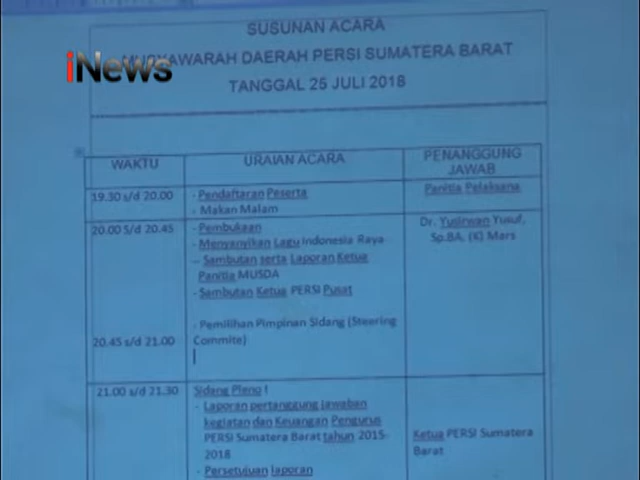 SUSUNAN ACARA
MUSYAWARAH DAERAH PERSI SUMATERA BARAT
TANGGAL 25 JULI 2018
iNews
WAKTU
URAIAN ACARA
PENANGGUNG
JAWAB
19.30 s/d 20.00
- Pendaftaran Peserta
- Makan Malam
Panitia Pelaksana
20.00 S/d 20.45
- Pembukaan
- Menyanyikan Lagu Indonesia Raya
- Sambutan serta Laporan Ketua
Panitia MUSDA
- Sambutan Ketua PERSI Pusat
Dr. Yusirwan Yusuf,
Sp.BA, (K) Mars
20.45 s/d 21.00
- Pemilihan Pimpinan Sidang (Steering
Commite)
21.00 s/d 21.30
Sidang Pleno I
- Laporan pertanggung jawaban
kegiatan dan Keuangan Pengurus
PERSI Sumatera Barat tahun 2015-
2018
- Persetujuan laporan
Ketua PERSI Sumatera
Barat